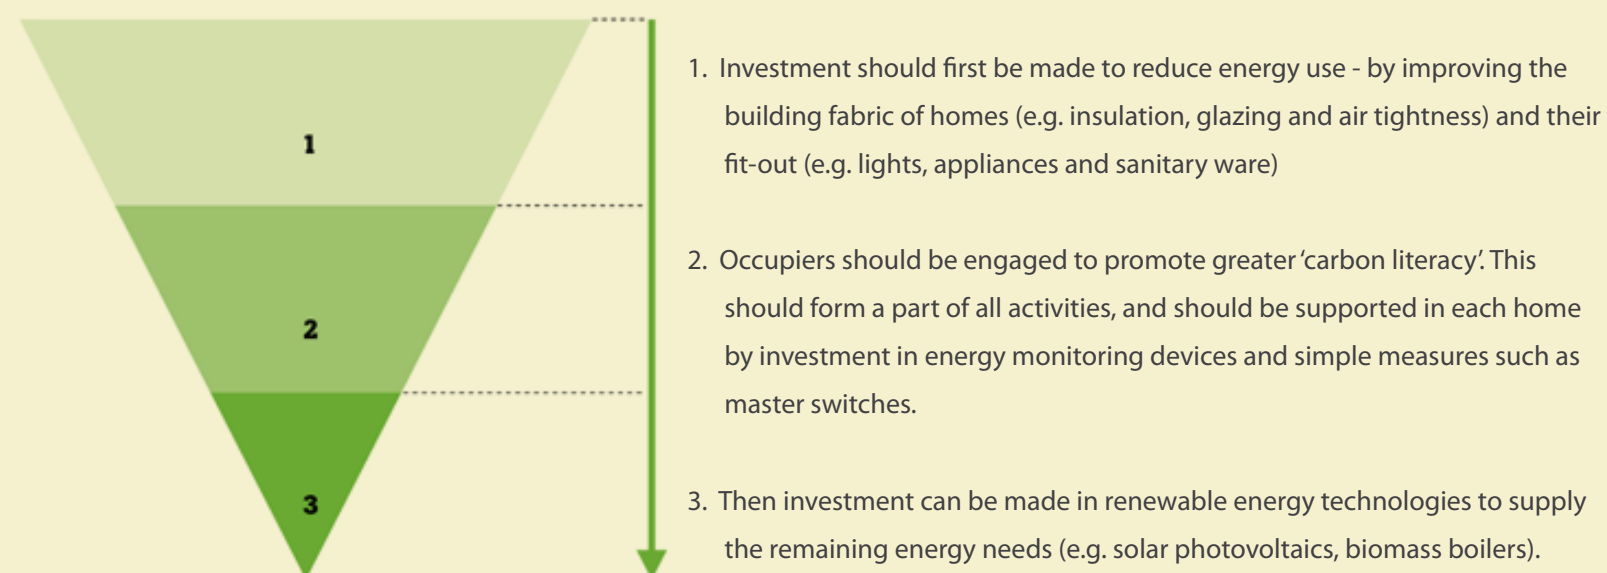 1
2
3
1. Investment should first be made to reduce energy use - by improving the
building fabric of homes (e.g. insulation, glazing and air tightness) and their
fit-out (e.g. lights, appliances and sanitary ware)
2. Occupiers should be engaged to promote greater ‘carbon literacy’. This
should form a part of all activities, and should be supported in each home
by investment in energy monitoring devices and simple measures such as
master switches.
3. Then investment can be made in renewable energy technologies to supply
the remaining energy needs (e.g. solar photovoltaics, biomass boilers).